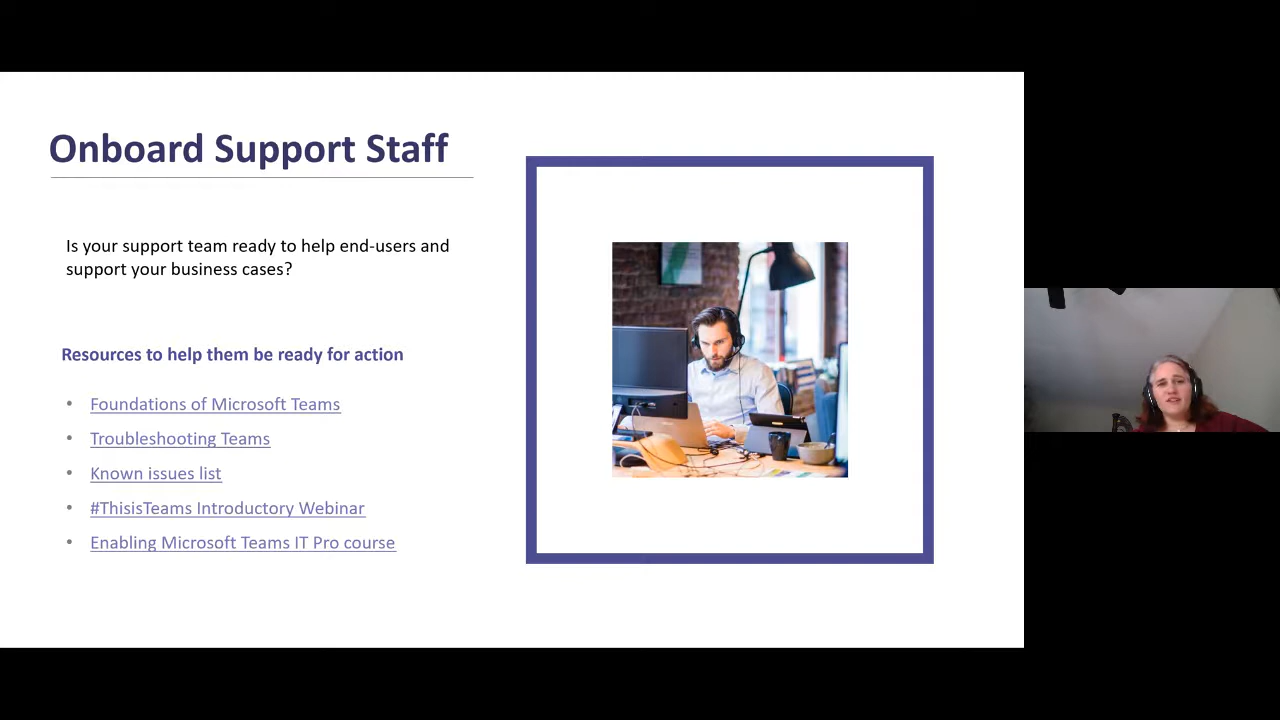 Onboard Support Staff
Is your support team ready to help end-users and
support your business cases?
Resources to help them be ready for action
• Foundations of Microsoft Teams
• Troubleshooting Teams
• Known issues list
• #ThisisTeams Introductory Webinar
• Enabling Microsoft Teams IT Pro course